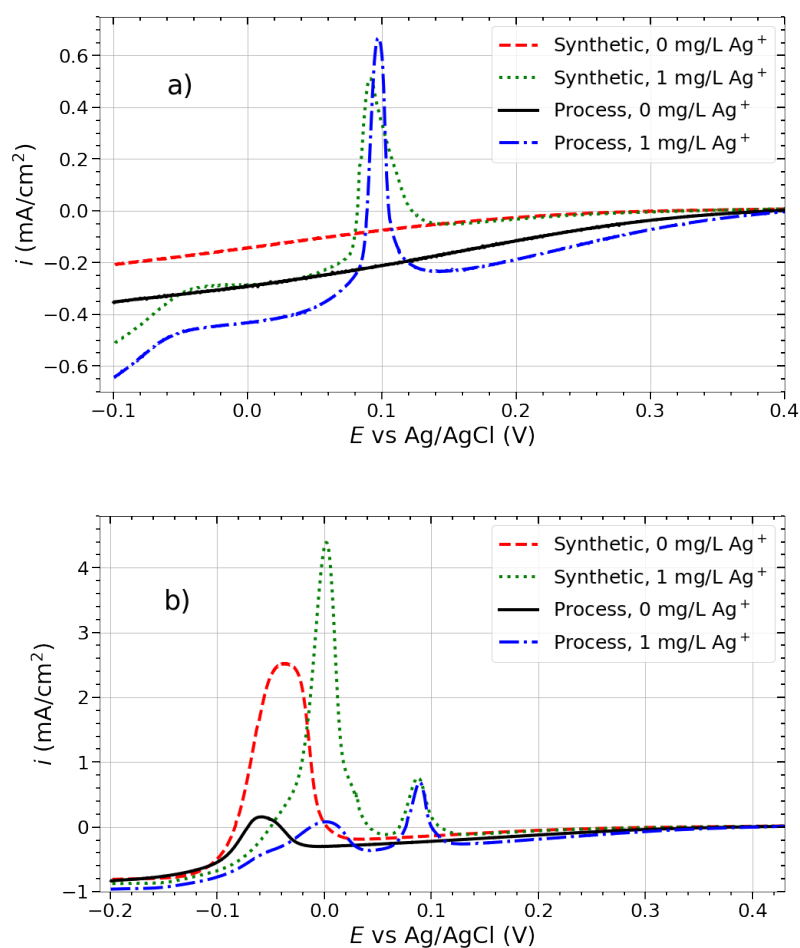 a)
Synthetic, 0 mg/L Ag⁺
Synthetic, 1 mg/L Ag⁺
Process, 0 mg/L Ag⁺
Process, 1 mg/L Ag⁺
i (mA/cm²)
0.6
0.4
0.2
0.0
−0.2
−0.4
−0.6
−0.1 0.0 0.1 0.2 0.3 0.4
E vs Ag/AgCl (V)
b)
Synthetic, 0 mg/L Ag⁺
Synthetic, 1 mg/L Ag⁺
Process, 0 mg/L Ag⁺
Process, 1 mg/L Ag⁺
i (mA/cm²)
4
3
2
1
0
−1
−0.2 −0.1 0.0 0.1 0.2 0.3 0.4
E vs Ag/AgCl (V)